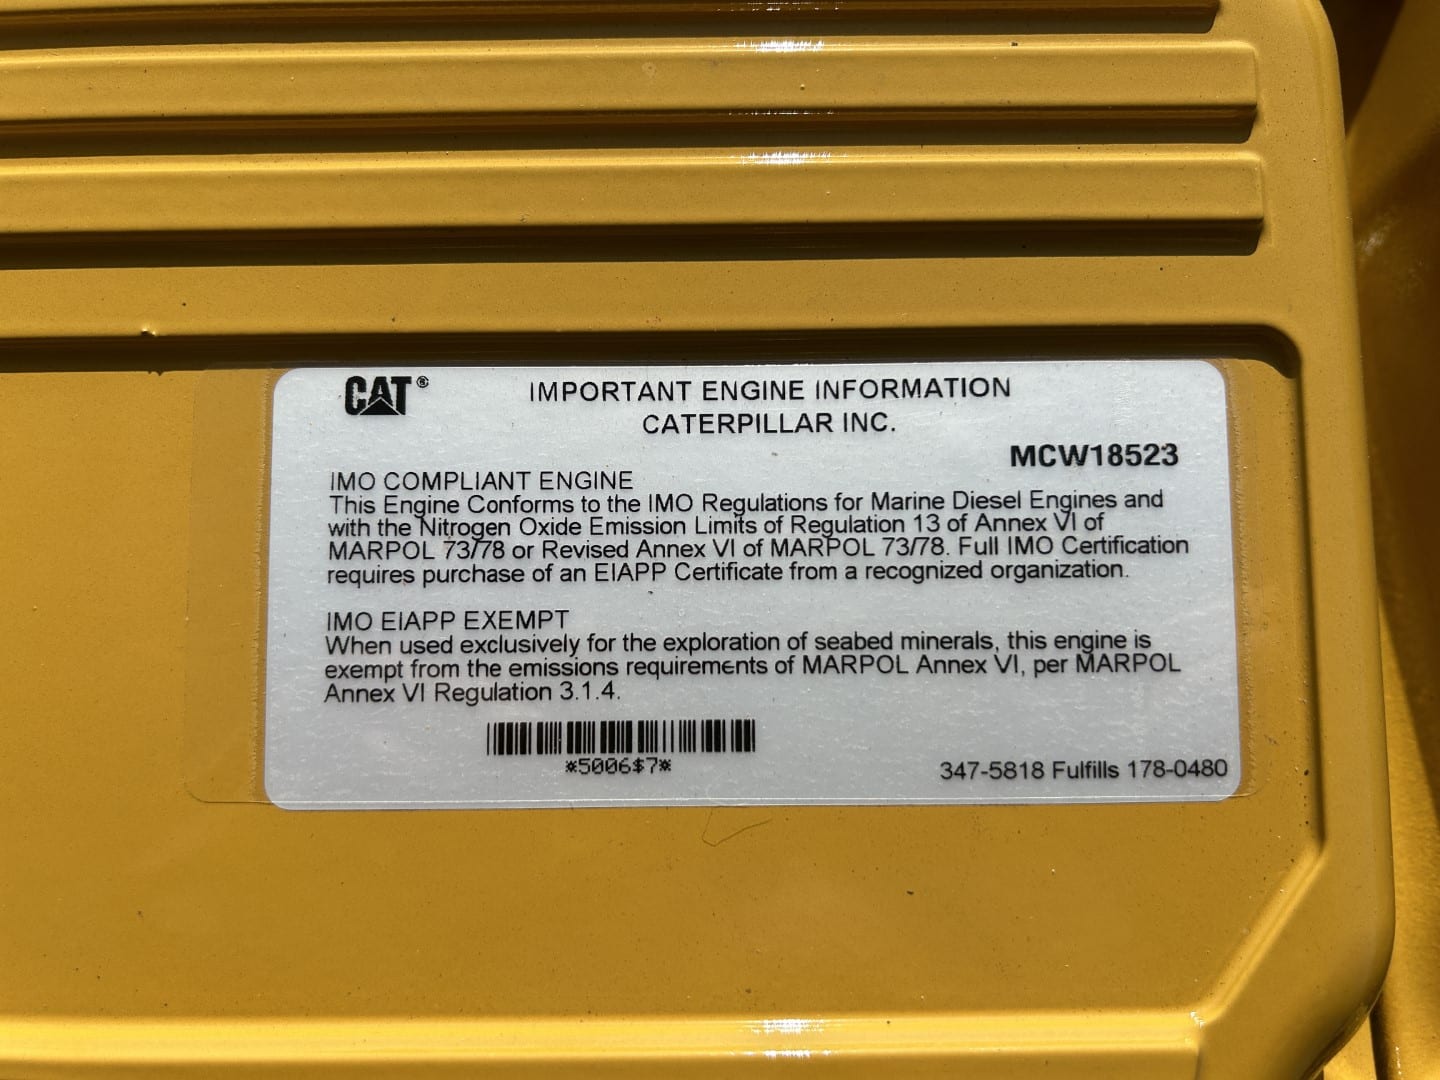 CAT®
IMPORTANT ENGINE INFORMATION
CATERPILLAR INC.
MCW18523
IMO COMPLIANT ENGINE
This Engine Conforms to the IMO Regulations for Marine Diesel Engines and
with the Nitrogen Oxide Emission Limits of Regulation 13 of Annex VI of
MARPOL 73/78 or Revised Annex VI of MARPOL 73/78. Full IMO Certification
requires purchase of an EIAPP Certificate from a recognized organization.
IMO EIAPP EXEMPT
When used exclusively for the exploration of seabed minerals, this engine is
exempt from the emissions requirements of MARPOL Annex VI, per MARPOL
Annex VI Regulation 3.1.4.
*5006$7*
347-5818 Fulfills 178-0480